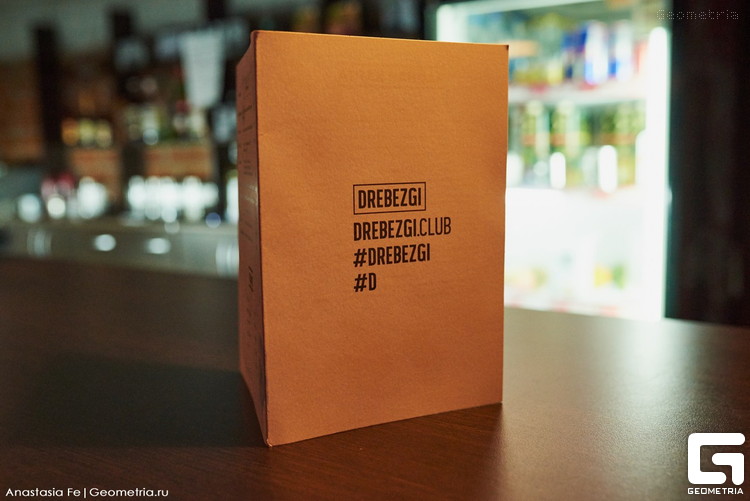 Geometria
DREBEZGI
DREBEZGI.CLUB
#DREBEZGI
#D
Anastasia Fe | Geometria.ru
GEOMETRIA